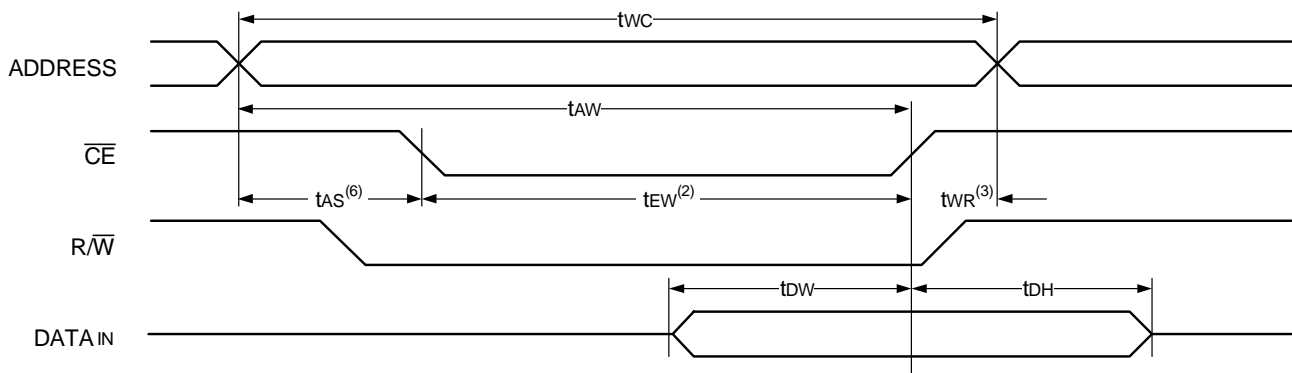 tWC
ADDRESS
tAW
CE
tAS(6)
tEW(2)
tWR(3)
R/W
tDW
tDH
DATA IN